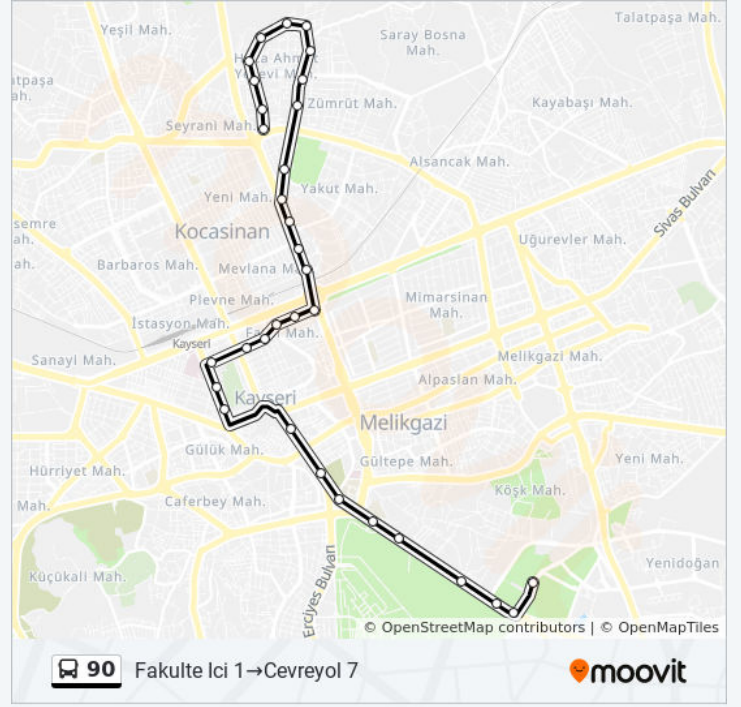 Talatpaşa Mah.
Yeşil Mah.
Saray Bosna
Mah.
atpaşa
ah.
Zümrüt Mah.
Kayabaşı Mah.
Seyrani Mah.
Alsancak Mah.
Yeni Mah.
Yakut Mah.
Sivas Bulvarı
semre
ah.
Kocasinan
Uğurevler Mah.
ah.
Barbaros Mah.
Mevlana M
Plevne Mah.
Mimarsinan
Mah.
İstasyon Mah.
Mah.
Kayseri
Sanayi Mah.
Melikgazi Mah.
Alpaslan Mah.
Kayseri
Melikgazi
Gülük Mah.
Gültepe Mah.
Yeni Mah.
Hürriyet Mah.
Köşk Mah.
Mah.
Caferbey Mah.
Erciyes Bulvarı
Yenidoğan
Küçükali Mah.
© OpenStreetMap contributors | © OpenMapTiles
90 Fakulte Ici 1→Cevreyol 7
moovit